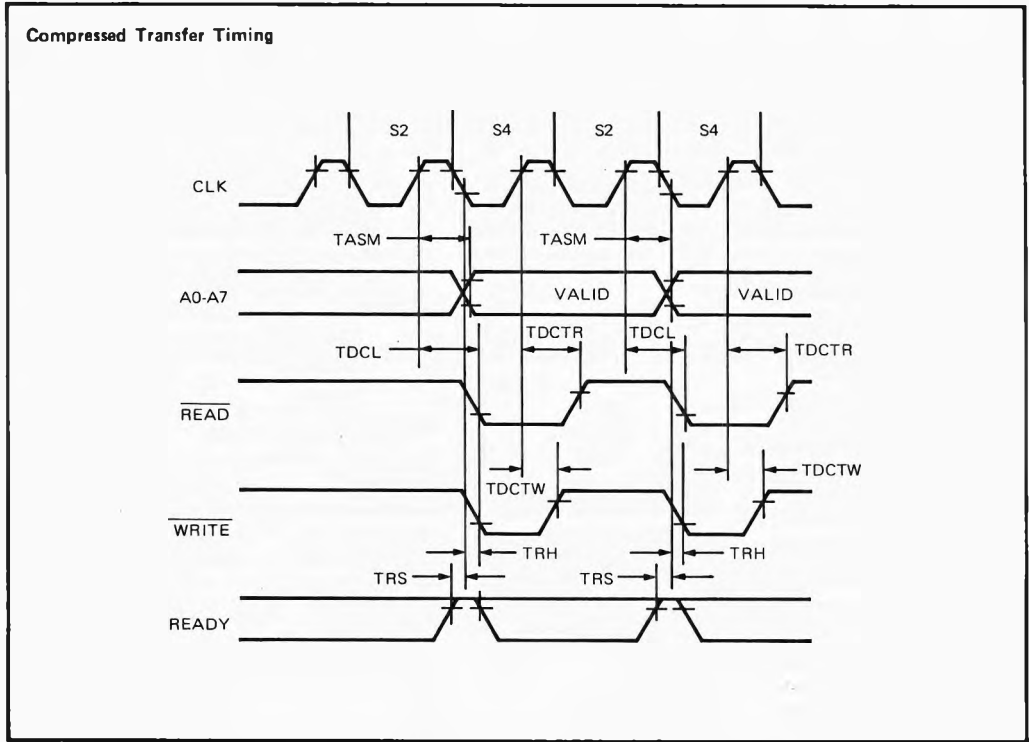 Compressed Transfer Timing
S2 S4 S2 S4
CLK
TASM TASM
A0-A7 VALID VALID
TDCL TDCTR TDCL TDCTR
READ
TDCTW TDCTW
WRITE
TRH TRH
TRS TRS
READY